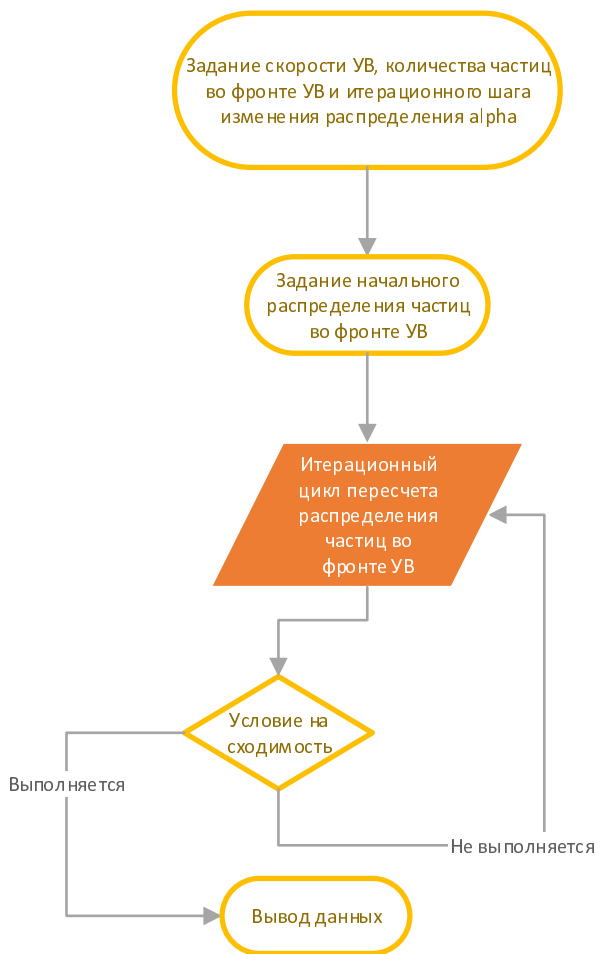 Задание скорости УВ, количества частиц
во фронте УВ и итерационного шага
изменения распределения alpha
Задание начального
распределения частиц
во фронте УВ
Итерационный
цикл пересчета
распределения
частиц во
фронте УВ
Условие на
сходимость
Выполняется
Не выполняется
Вывод данных